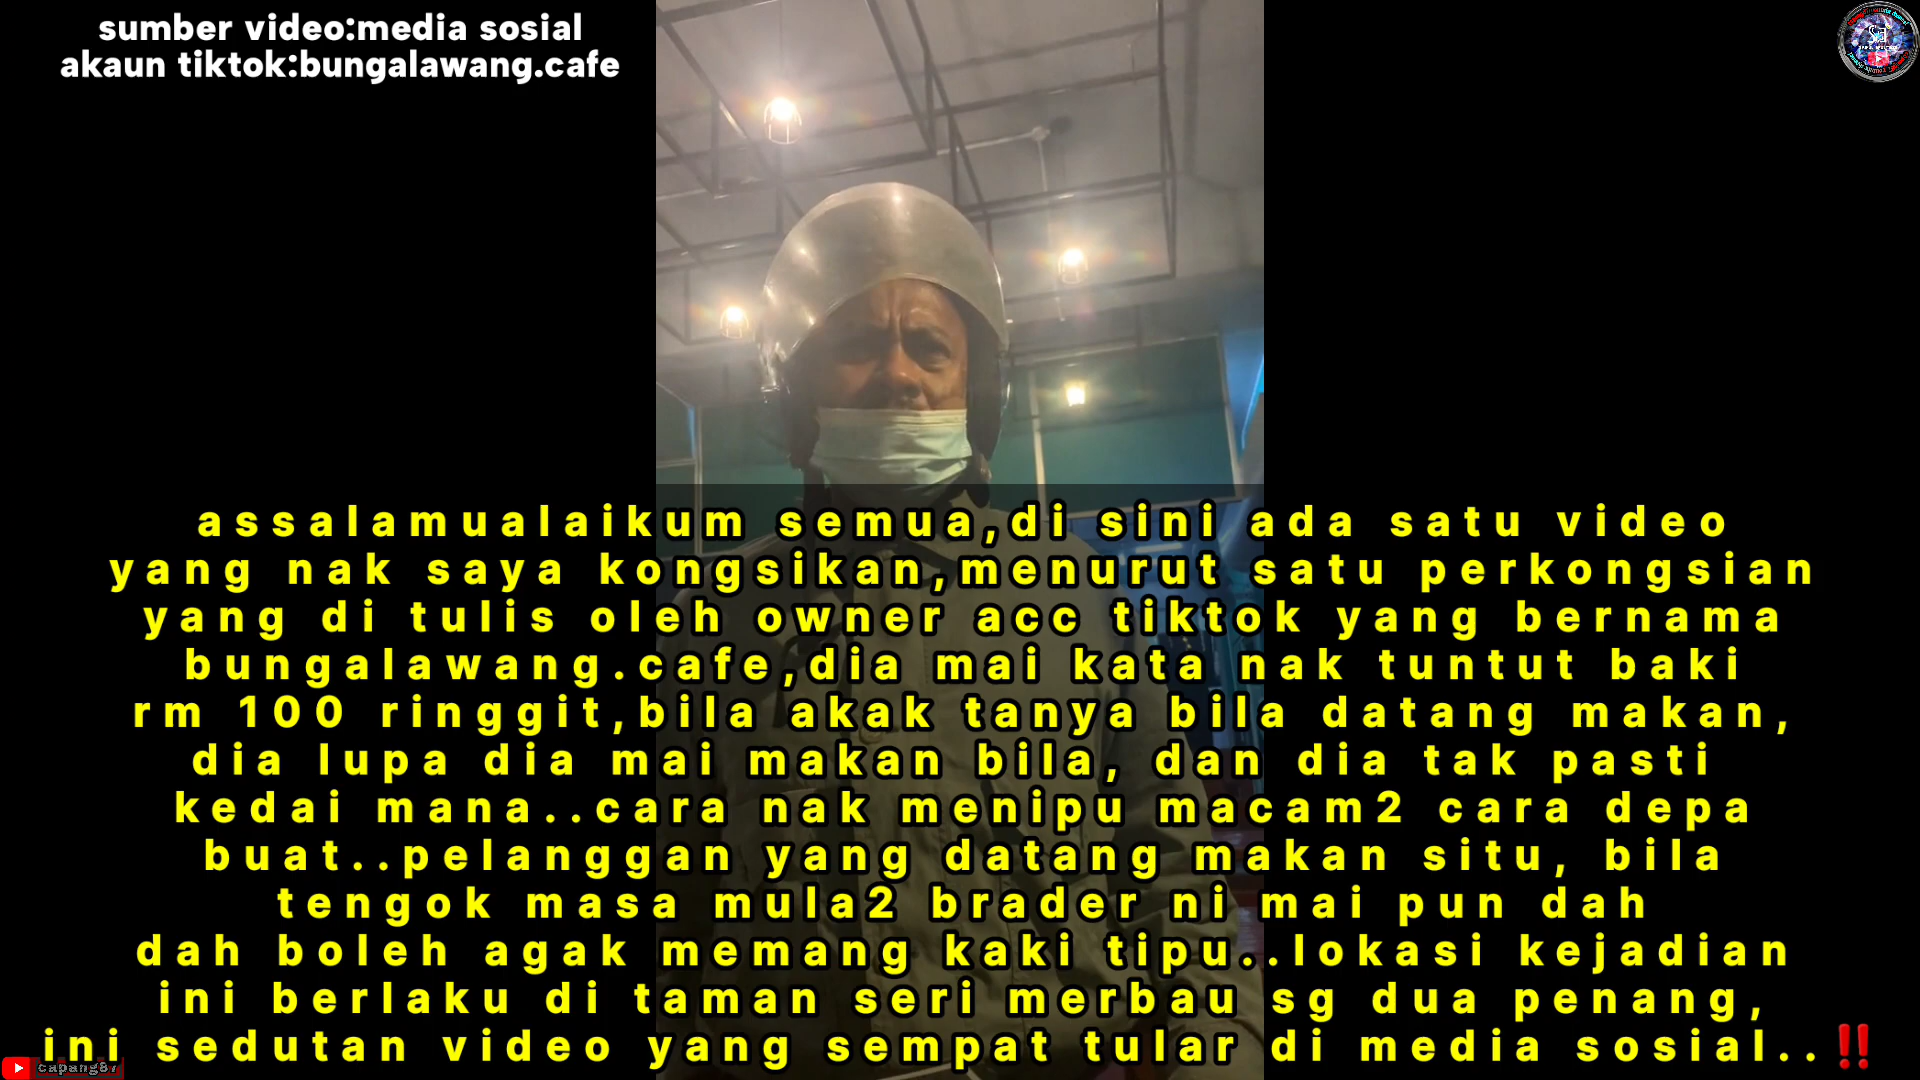 sumber video:media sosial
akaun tiktok:bungalawang.cafe
assalamualaikum semua,di sini ada satu video
yang nak saya kongsikan,menurut satu perkongsian
yang di tulis oleh owner acc tiktok yang bernama
bungalawang.cafe,dia mai kata nak tuntut baki
rm 100 ringgit,bila akak tanya bila datang makan,
dia lupa dia mai makan bila, dan dia tak pasti
kedai mana..cara nak menipu macam2 cara depa
buat..pelanggan yang datang makan situ, bila
tengok masa mula2 brader ni mai pun dah
dah boleh agak memang kaki tipu..lokasi kejadian
ini berlaku di taman seri merbau sg dua penang,
ini sedutan video yang sempat tular di media sosial..‼️
capang87